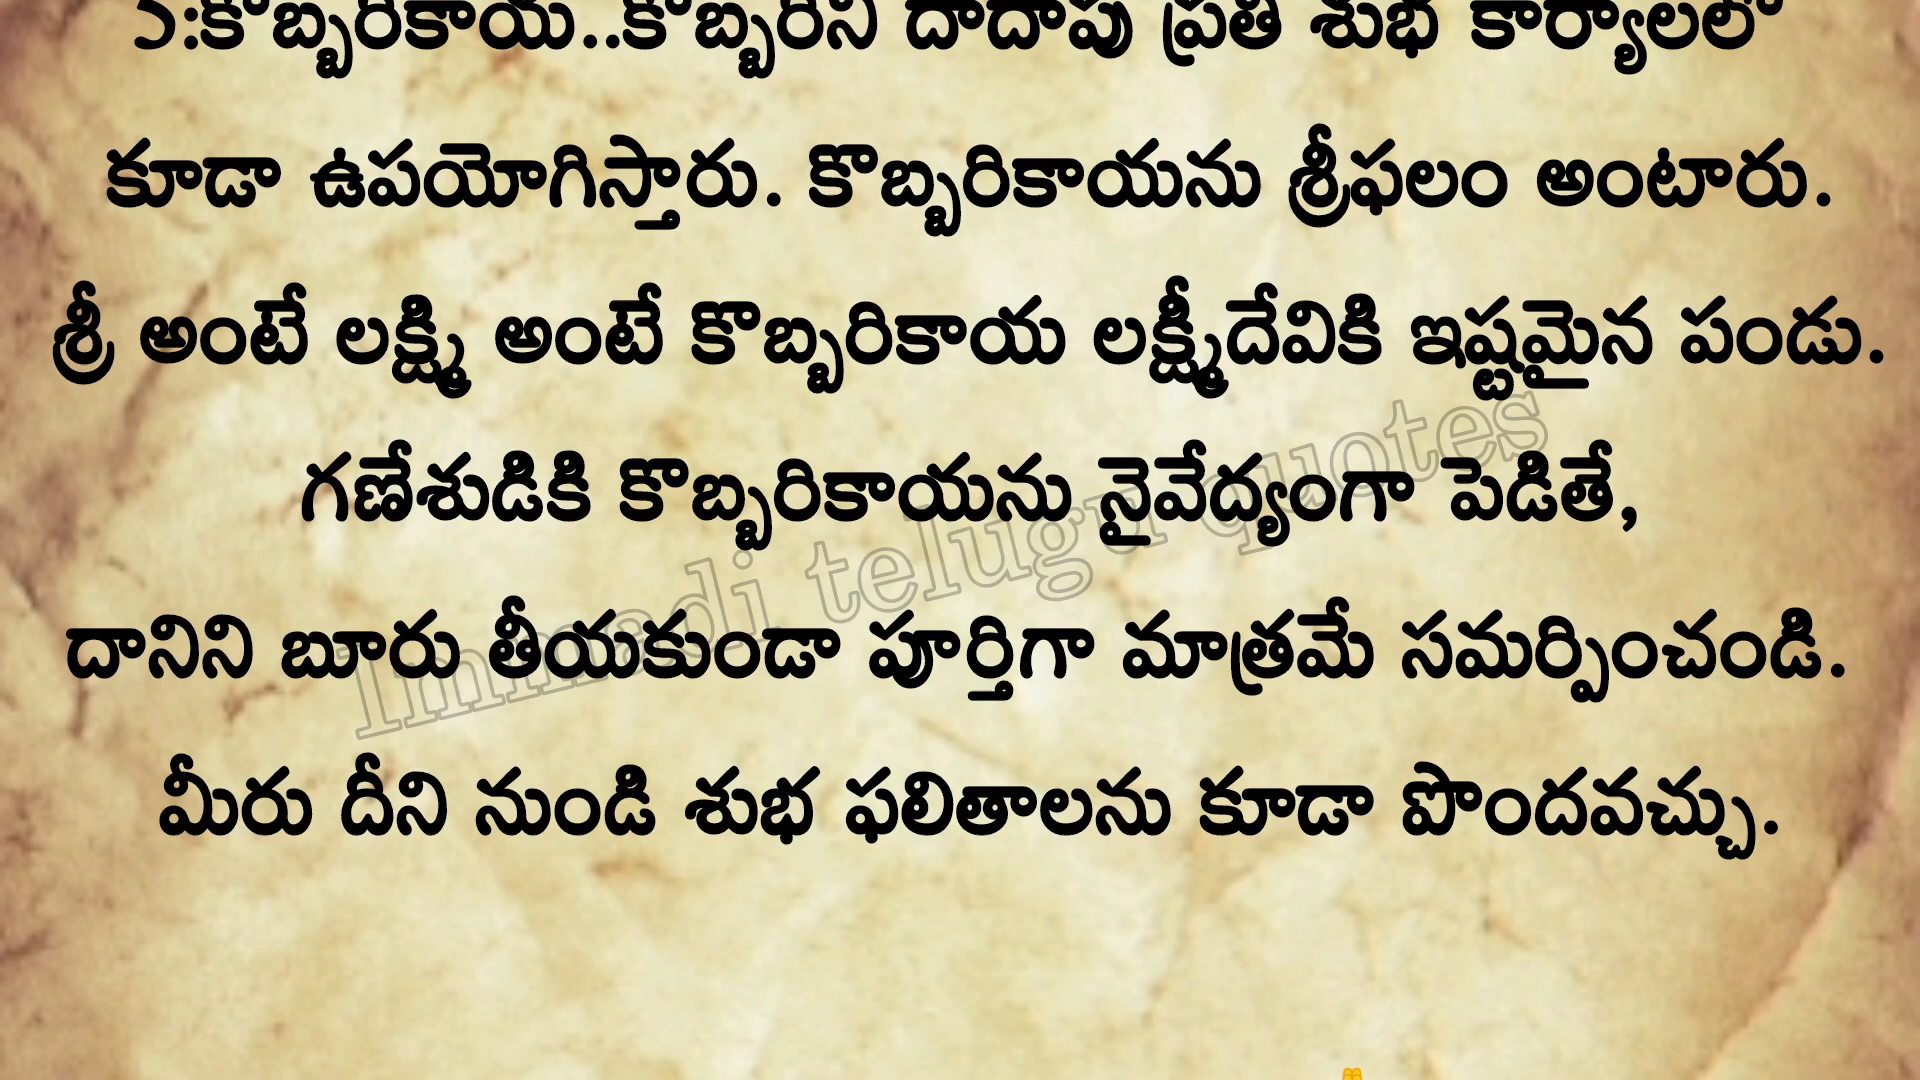 5:కొబ్బరికాయ..కొబ్బరిని దాదాపు ప్రతి శుభ కార్యాలలో
కూడా ఉపయోగిస్తారు. కొబ్బరికాయను శ్రీఫలం అంటారు.
శ్రీ అంటే లక్ష్మి అంటే కొబ్బరికాయ లక్ష్మీదేవికి ఇష్టమైన పండు.
గణేశుడికి కొబ్బరికాయను నైవేద్యంగా పెడితే,
దానిని బూరు తీయకుండా పూర్తిగా మాత్రమే సమర్పించండి.
మీరు దీని నుండి శుభ ఫలితాలను కూడా పొందవచ్చు.
Immadi telugu quotes